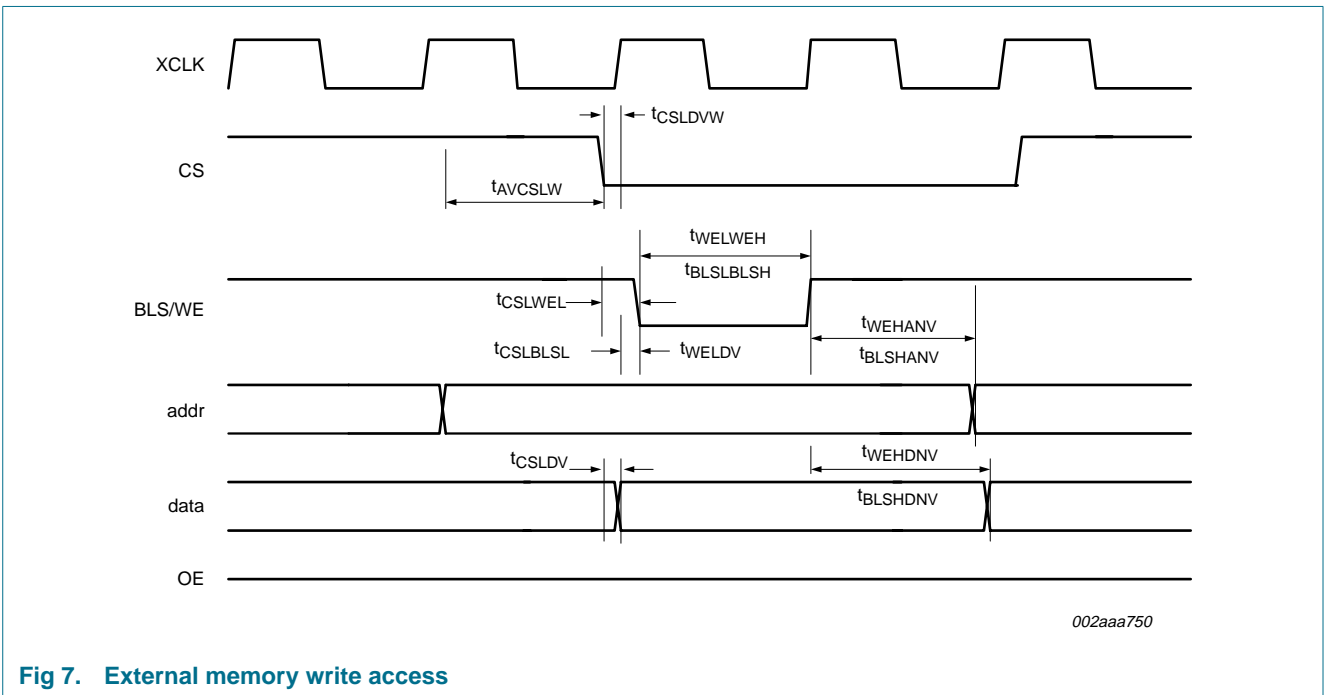 XCLK
tCSLDVW
CS
tAVCSLW
tWELWEH
tBLSLBLSH
BLS/WE
tCSLWEL
tWEHANV
tCSLBLSL
tWELDV
tBLSHANV
addr
tCSLDV
tWEHDNV
data
tBLSHDNV
OE
002aaa750
Fig 7. External memory write access